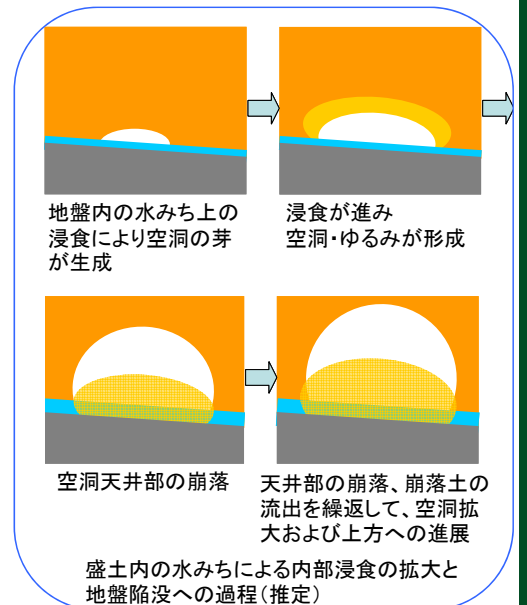 地盤内の水みち上の
浸食により空洞の芽
が生成
浸食が進み
空洞・ゆるみが形成
空洞天井部の崩落
天井部の崩落、崩落土の
流出を繰返して、空洞拡
大および上方への進展
盛土内の水みちによる内部浸食の拡大と
地盤陥没への過程(推定)